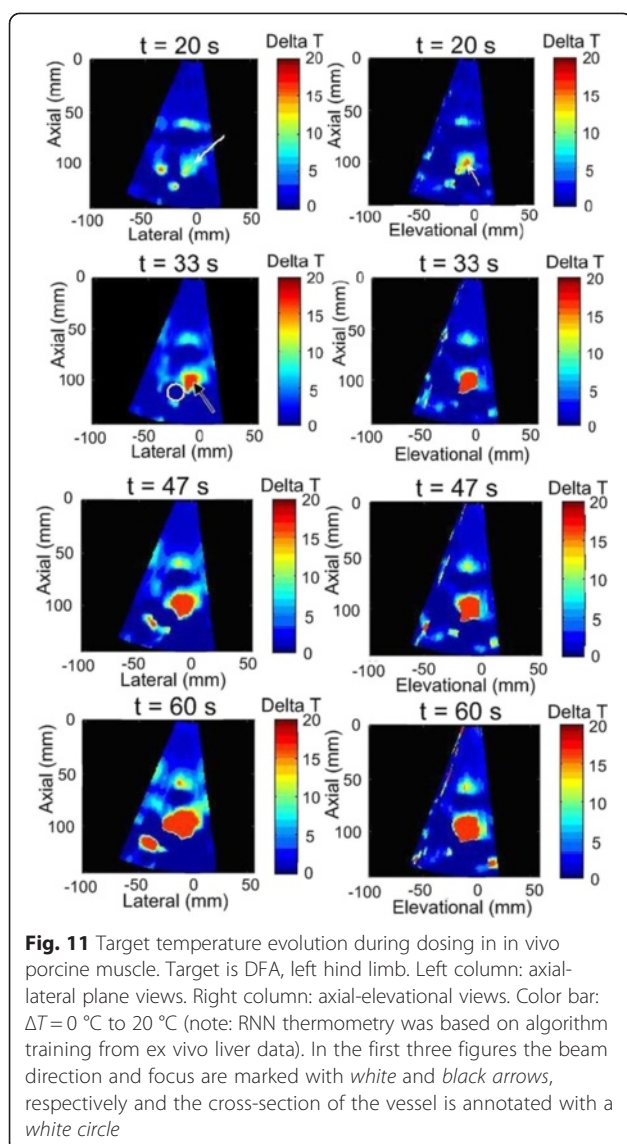 t = 20 s
Delta T
t = 20 s
Delta T
Axial (mm)
0
50
100
-100 -50 0 50
Lateral (mm)
20
15
10
5
0
Axial (mm)
0
50
100
-100 -50 0 50
Elevational (mm)
20
15
10
5
0
t = 33 s
Delta T
t = 33 s
Delta T
Axial (mm)
0
50
100
-100 -50 0 50
Lateral (mm)
20
15
10
5
0
Axial (mm)
0
50
100
-100 -50 0 50
Elevational (mm)
20
15
10
5
0
t = 47 s
Delta T
t = 47 s
Delta T
Axial (mm)
0
50
100
-100 -50 0 50
Lateral (mm)
20
15
10
5
0
Axial (mm)
0
50
100
-100 -50 0 50
Elevational (mm)
20
15
10
5
0
t = 60 s
Delta T
t = 60 s
Delta T
Axial (mm)
0
50
100
-100 -50 0 50
Lateral (mm)
20
15
10
5
0
Axial (mm)
0
50
100
-100 -50 0 50
Elevational (mm)
20
15
10
5
0
Fig. 11 Target temperature evolution during dosing in in vivo
porcine muscle. Target is DFA, left hind limb. Left column: axial-
lateral plane views. Right column: axial-elevational views. Color bar:
ΔT = 0 °C to 20 °C (note: RNN thermometry was based on algorithm
training from ex vivo liver data). In the first three figures the beam
direction and focus are marked with white and black arrows,
respectively and the cross-section of the vessel is annotated with a
white circle